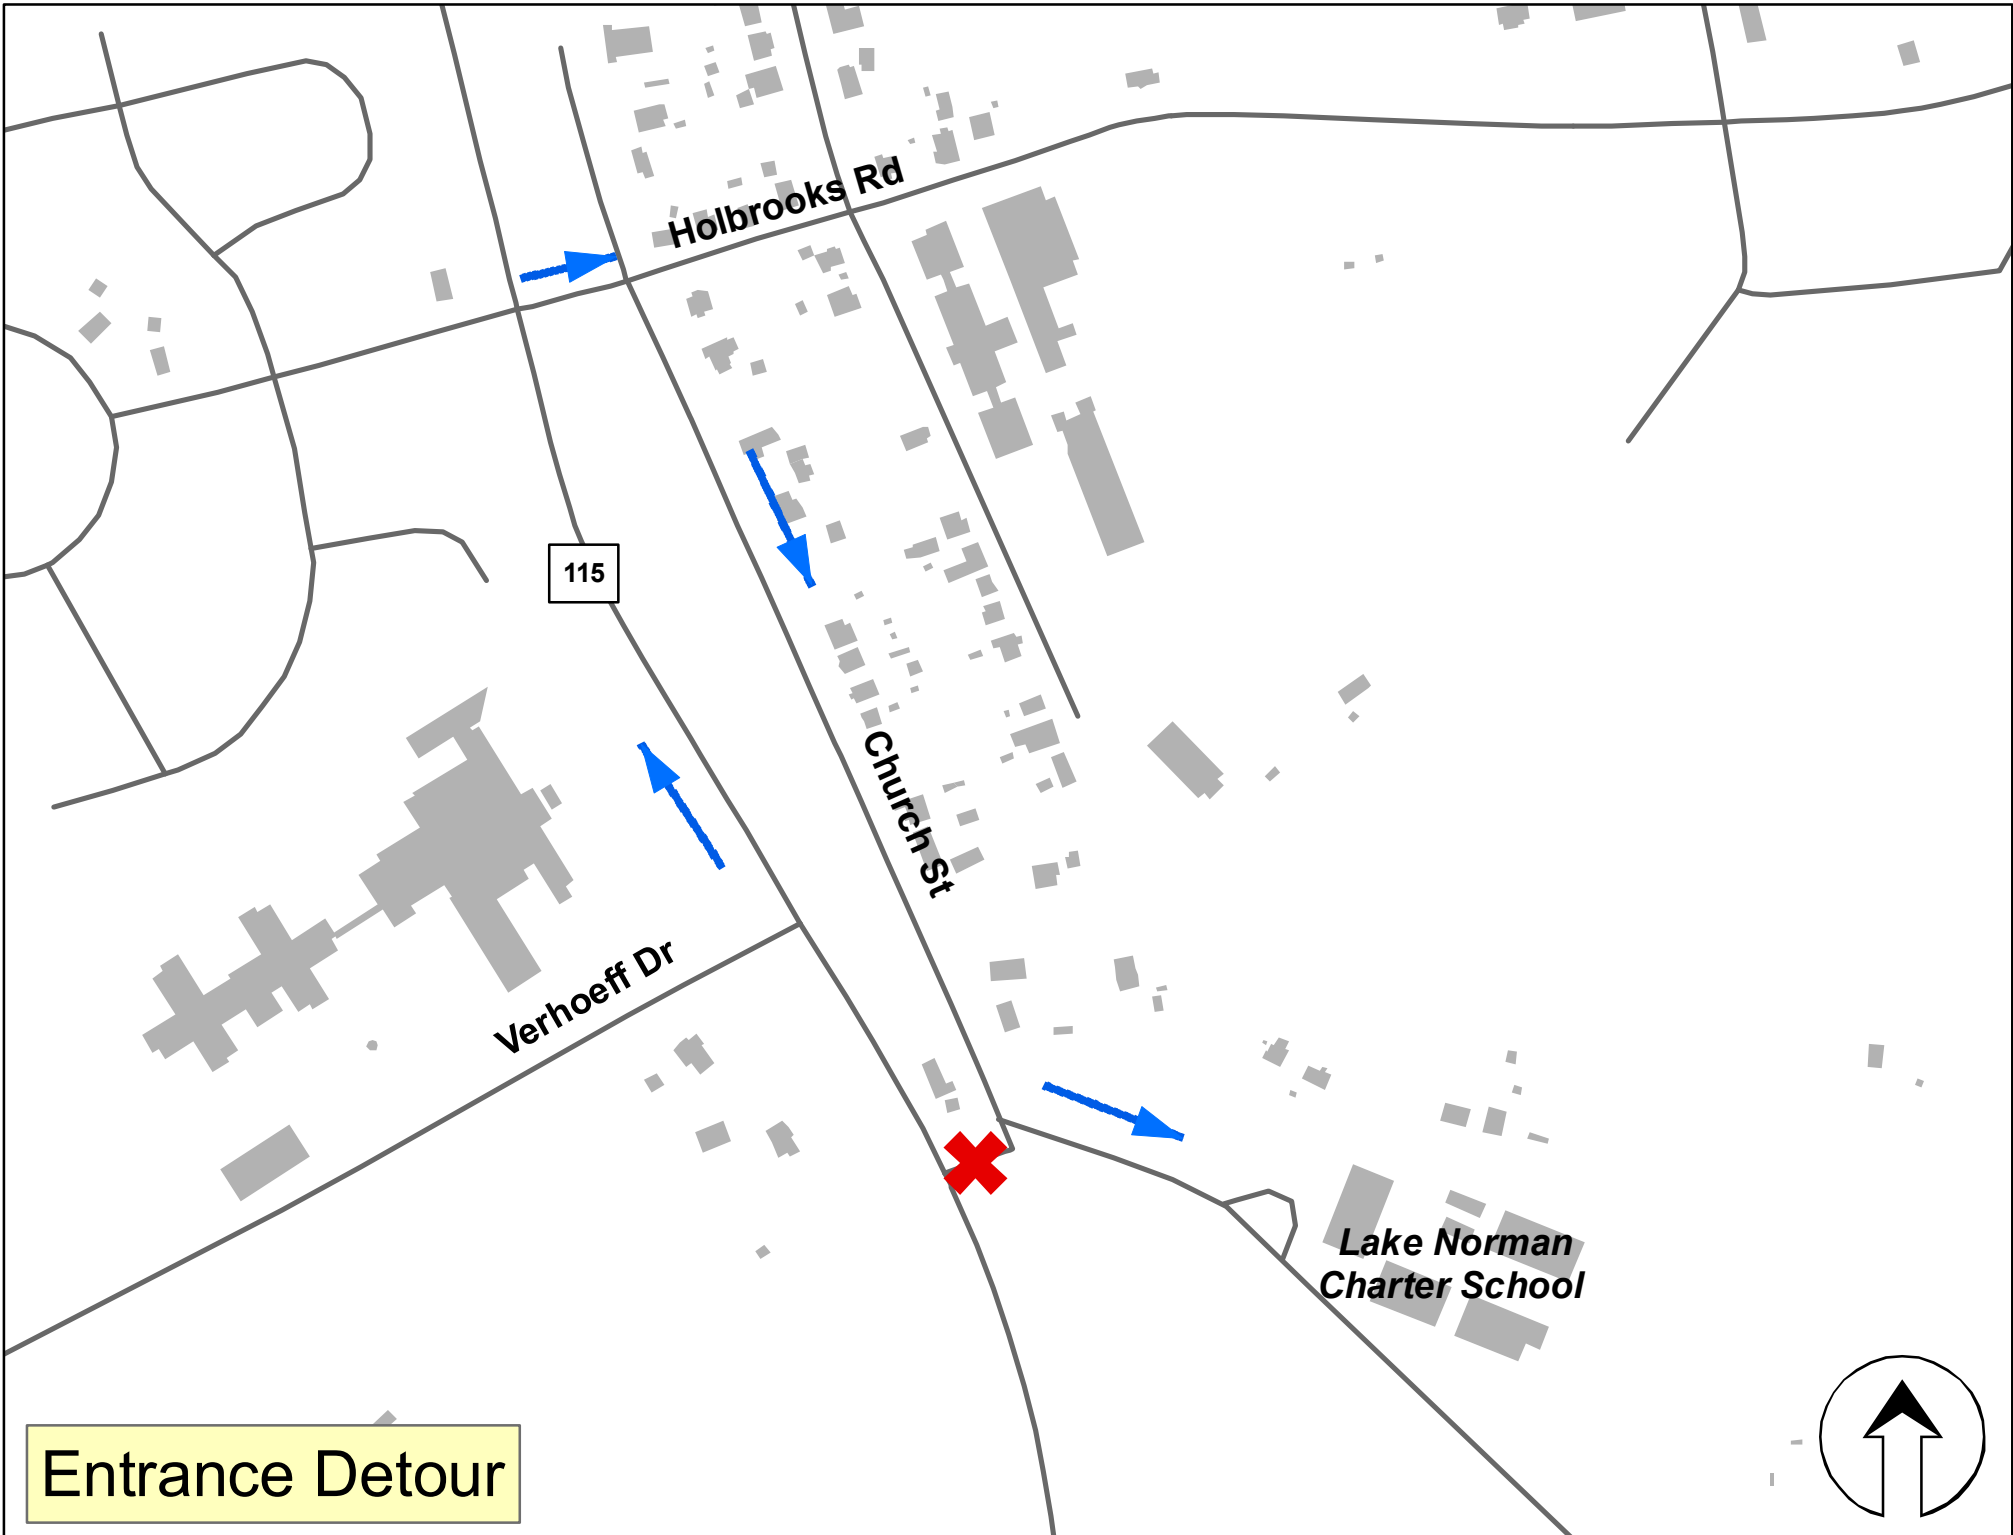 Holbrooks Rd
115
Church St
Verhoeff Dr
Lake Norman
Charter School
Entrance Detour